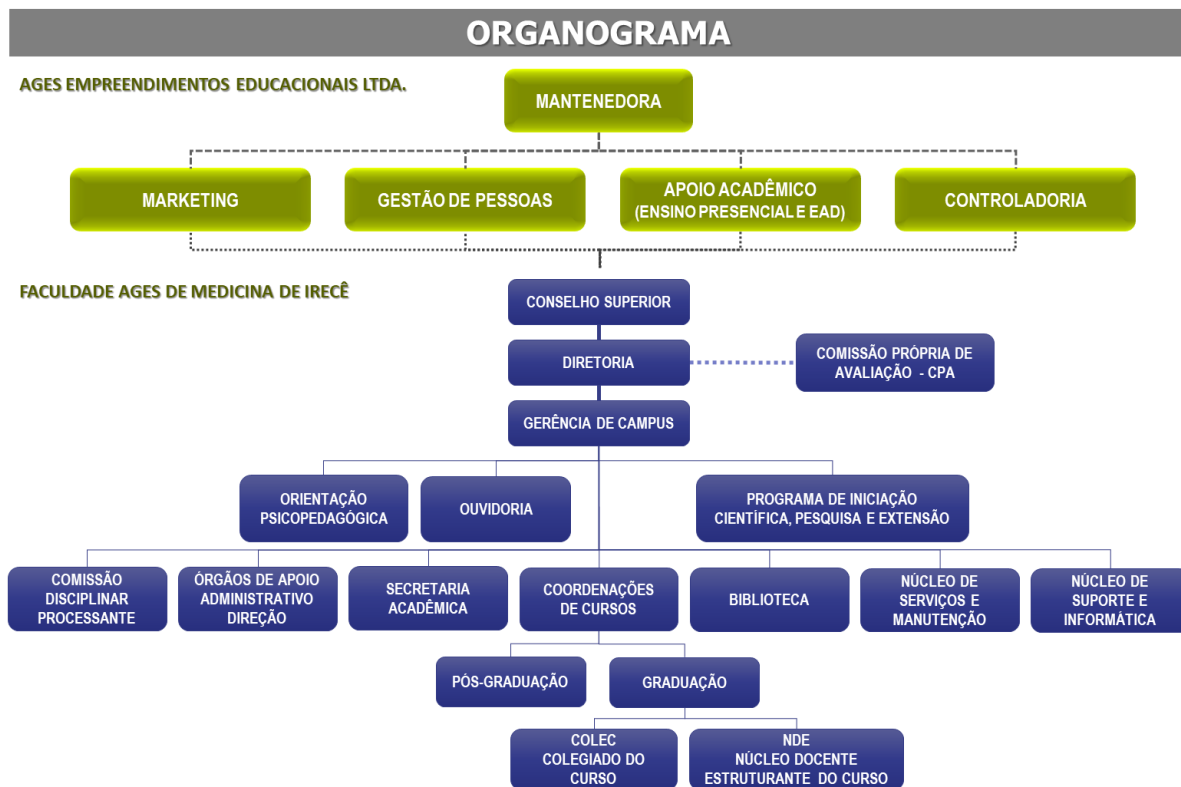 ORGANOGRAMA
AGES EMPREENDIMENTOS EDUCACIONAIS LTDA.
MANTENEDORA
MARKETING
GESTÃO DE PESSOAS
APOIO ACADÊMICO
(ENSINO PRESENCIAL E EAD)
CONTROLADORIA
FACULDADE AGES DE MEDICINA DE IRECÊ
CONSELHO SUPERIOR
DIRETORIA
COMISSÃO PRÓPRIA DE
AVALIAÇÃO - CPA
GERÊNCIA DE CAMPUS
ORIENTAÇÃO
PSICOPEDAGÓGICA
OUVIDORIA
PROGRAMA DE INICIAÇÃO
CIENTÍFICA, PESQUISA E EXTENSÃO
COMISSÃO
DISCIPLINAR
PROCESSANTE
ÓRGÃOS DE APOIO
ADMINISTRATIVO
DIREÇÃO
SECRETARIA
ACADÊMICA
COORDENAÇÕES
DE CURSOS
BIBLIOTECA
NÚCLEO DE
SERVIÇOS E
MANUTENÇÃO
NÚCLEO DE
SUPORTE E
INFORMÁTICA
PÓS-GRADUAÇÃO
GRADUAÇÃO
COLEC
COLEGIADO DO
CURSO
NDE
NÚCLEO DOCENTE
ESTRUTURANTE DO CURSO